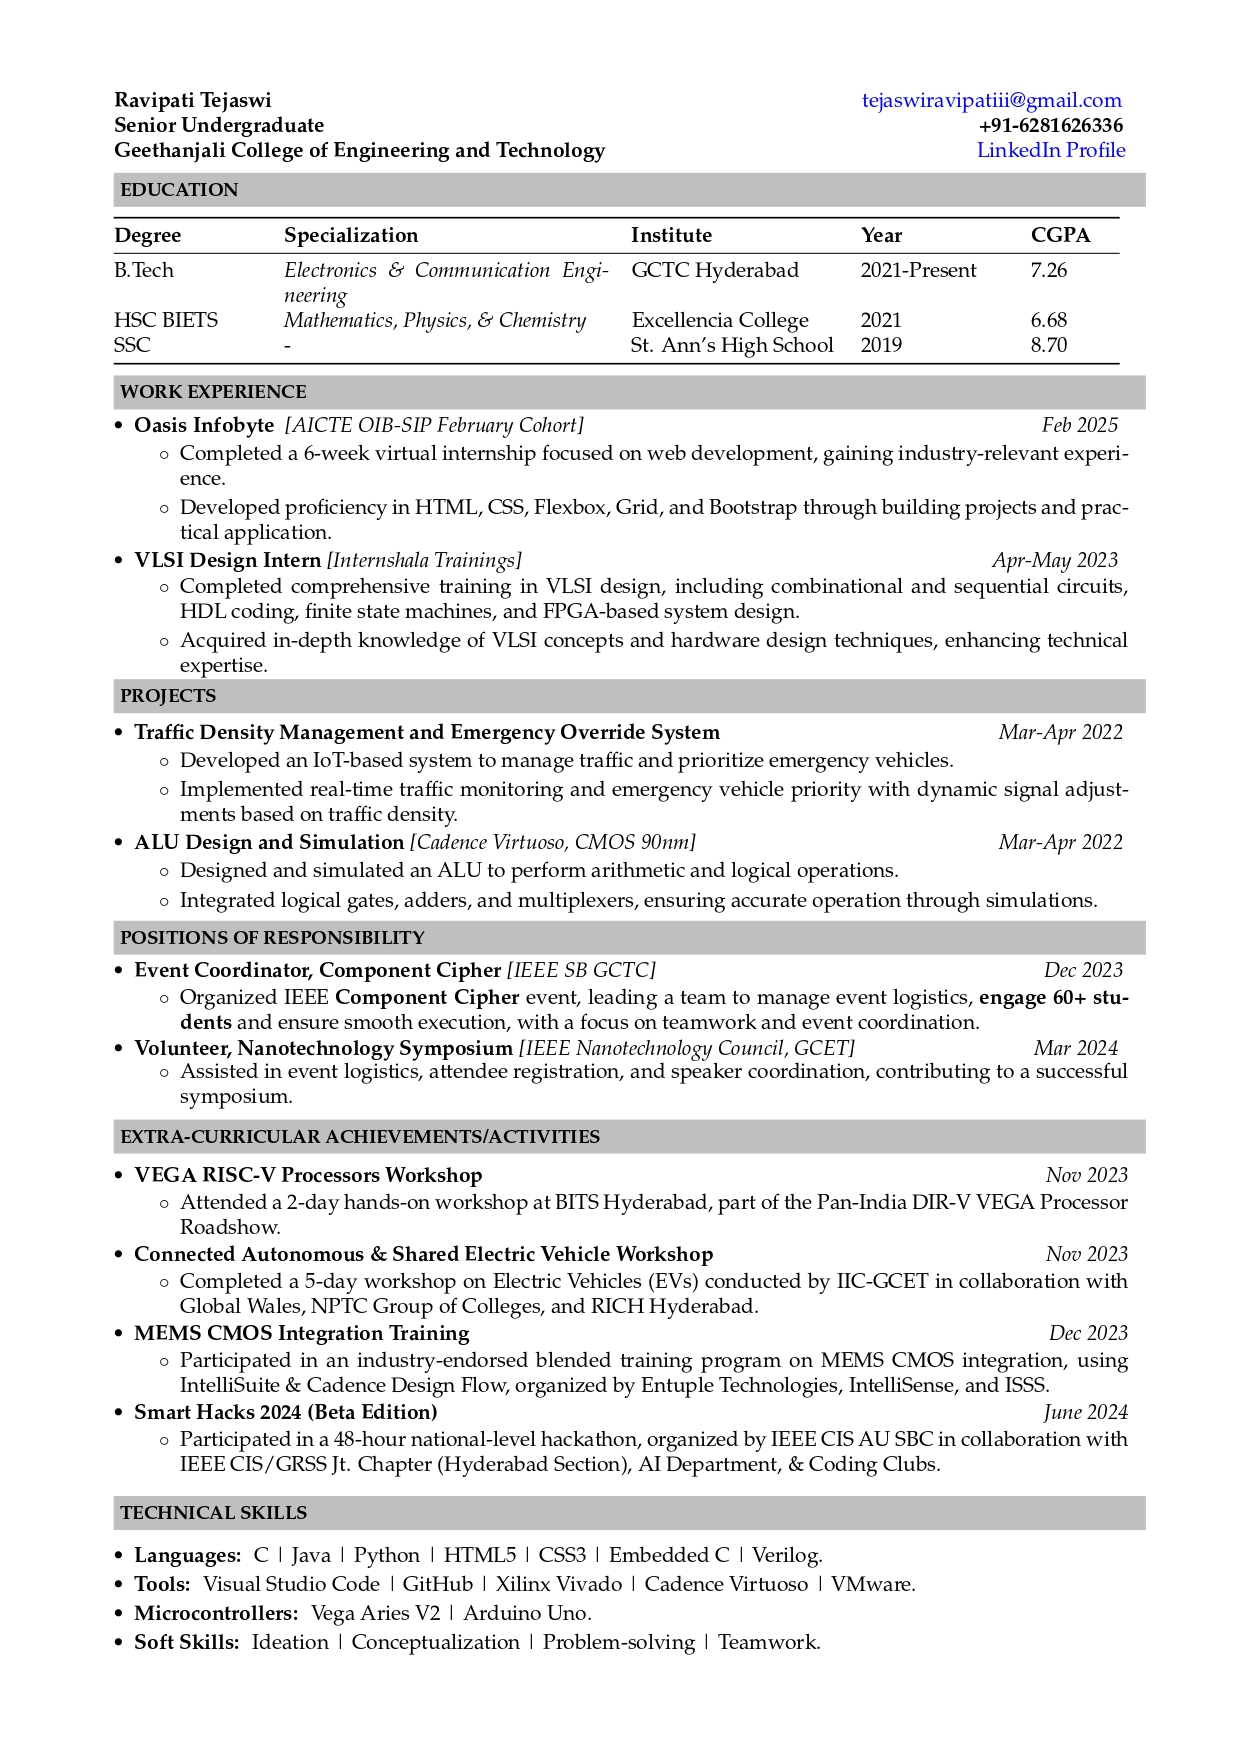 Ravipati Tejaswi tejaswiravipatiii@gmail.com
Senior Undergraduate +91-6281626336
Geethanjali College of Engineering and Technology LinkedIn Profile
EDUCATION
Degree Specialization Institute Year CGPA
B.Tech Electronics & Communication Engi- GCTC Hyderabad 2021-Present 7.26
neering
HSC BIETS Mathematics, Physics, & Chemistry Excellencia College 2021 6.68
SSC - St. Ann's High School 2019 8.70
WORK EXPERIENCE
• Oasis Infobyte [AICTE OIB-SIP February Cohort] Feb 2025
◦ Completed a 6-week virtual internship focused on web development, gaining industry-relevant experi-
ence.
◦ Developed proficiency in HTML, CSS, Flexbox, Grid, and Bootstrap through building projects and prac-
tical application.
• VLSI Design Intern [Internshala Trainings] Apr-May 2023
◦ Completed comprehensive training in VLSI design, including combinational and sequential circuits,
HDL coding, finite state machines, and FPGA-based system design.
◦ Acquired in-depth knowledge of VLSI concepts and hardware design techniques, enhancing technical
expertise.
PROJECTS
• Traffic Density Management and Emergency Override System Mar-Apr 2022
◦ Developed an IoT-based system to manage traffic and prioritize emergency vehicles.
◦ Implemented real-time traffic monitoring and emergency vehicle priority with dynamic signal adjust-
ments based on traffic density.
• ALU Design and Simulation [Cadence Virtuoso, CMOS 90nm] Mar-Apr 2022
◦ Designed and simulated an ALU to perform arithmetic and logical operations.
◦ Integrated logical gates, adders, and multiplexers, ensuring accurate operation through simulations.
POSITIONS OF RESPONSIBILITY
• Event Coordinator, Component Cipher [IEEE SB GCTC] Dec 2023
◦ Organized IEEE Component Cipher event, leading a team to manage event logistics, engage 60+ stu-
dents and ensure smooth execution, with a focus on teamwork and event coordination.
• Volunteer, Nanotechnology Symposium [IEEE Nanotechnology Council, GCET] Mar 2024
◦ Assisted in event logistics, attendee registration, and speaker coordination, contributing to a successful
symposium.
EXTRA-CURRICULAR ACHIEVEMENTS/ACTIVITIES
• VEGA RISC-V Processors Workshop Nov 2023
◦ Attended a 2-day hands-on workshop at BITS Hyderabad, part of the Pan-India DIR-V VEGA Processor
Roadshow.
• Connected Autonomous & Shared Electric Vehicle Workshop Nov 2023
◦ Completed a 5-day workshop on Electric Vehicles (EVs) conducted by IIC-GCET in collaboration with
Global Wales, NPTC Group of Colleges, and RICH Hyderabad.
• MEMS CMOS Integration Training Dec 2023
◦ Participated in an industry-endorsed blended training program on MEMS CMOS integration, using
IntelliSuite & Cadence Design Flow, organized by Entuple Technologies, IntelliSense, and ISSS.
• Smart Hacks 2024 (Beta Edition) June 2024
◦ Participated in a 48-hour national-level hackathon, organized by IEEE CIS AU SBC in collaboration with
IEEE CIS/GRSS Jt. Chapter (Hyderabad Section), AI Department, & Coding Clubs.
TECHNICAL SKILLS
• Languages: C | Java | Python | HTML5 | CSS3 | Embedded C | Verilog.
• Tools: Visual Studio Code | GitHub | Xilinx Vivado | Cadence Virtuoso | VMware.
• Microcontrollers: Vega Aries V2 | Arduino Uno.
• Soft Skills: Ideation | Conceptualization | Problem-solving | Teamwork.